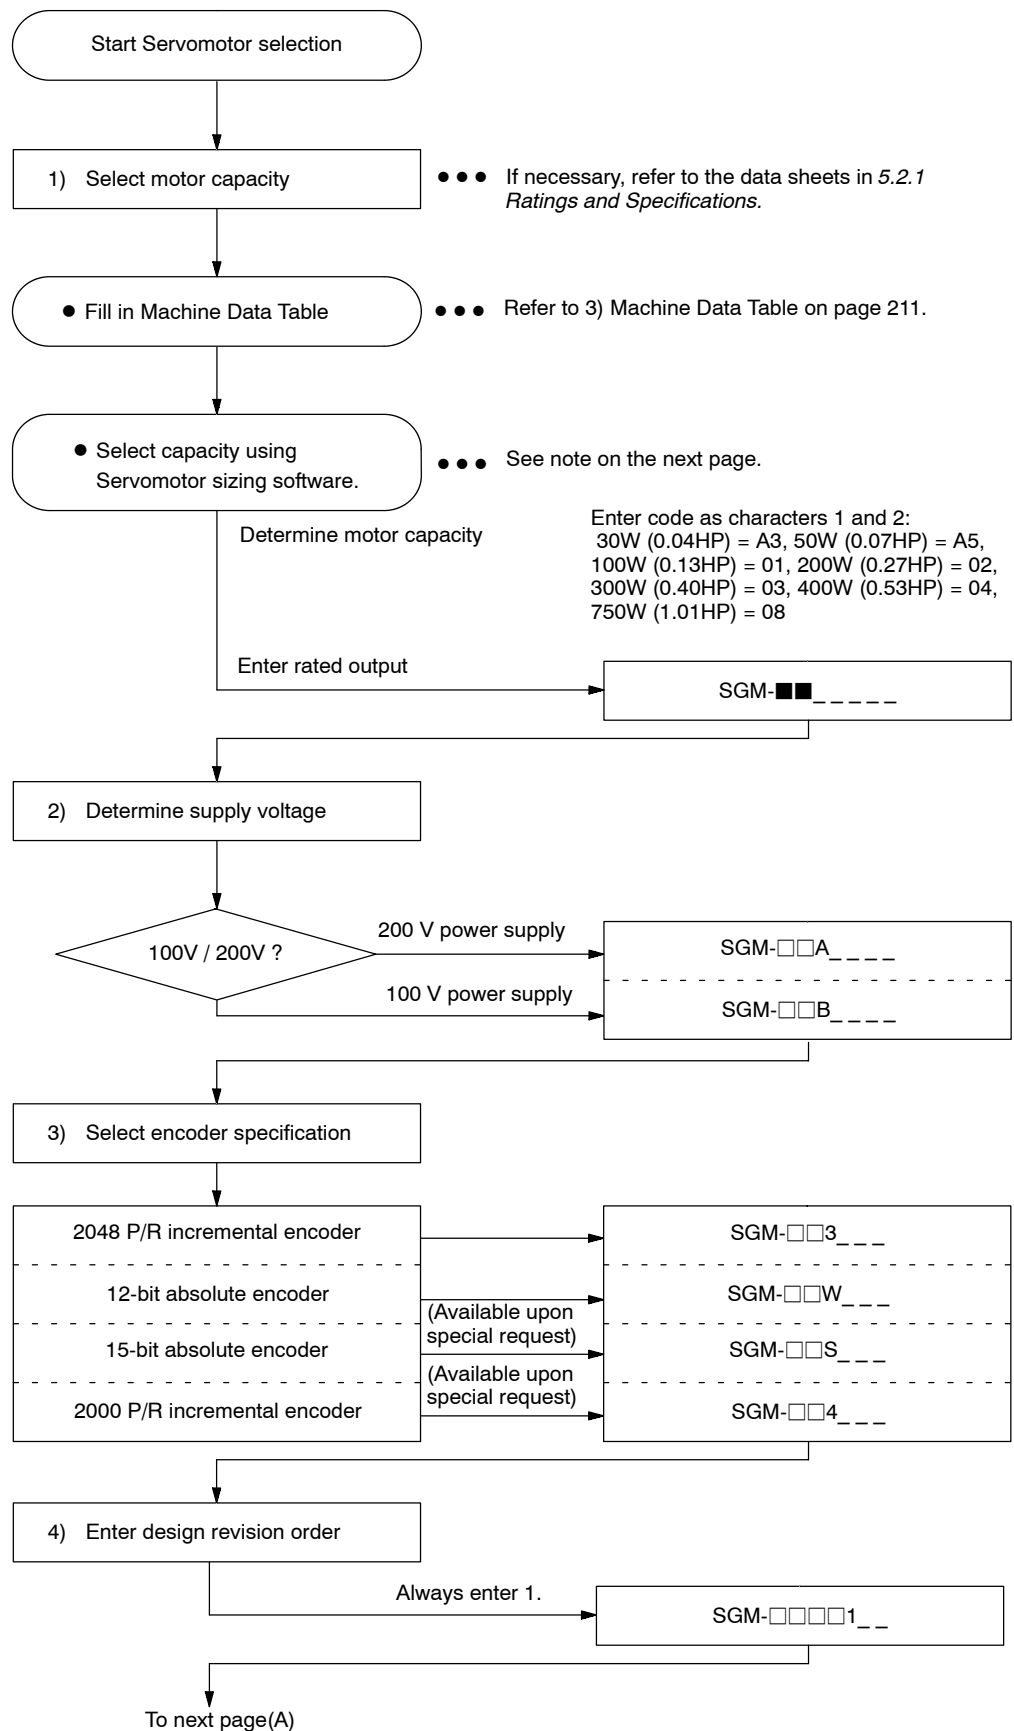 Start Servomotor selection
1) Select motor capacity
● ● ● If necessary, refer to the data sheets in 5.2.1
Ratings and Specifications.
● Fill in Machine Data Table
● ● ● Refer to 3) Machine Data Table on page 211.
● Select capacity using
Servomotor sizing software.
● ● ● See note on the next page.
Determine motor capacity
Enter code as characters 1 and 2:
30W (0.04HP) = A3, 50W (0.07HP) = A5,
100W (0.13HP) = 01, 200W (0.27HP) = 02,
300W (0.40HP) = 03, 400W (0.53HP) = 04,
750W (1.01HP) = 08
Enter rated output
SGM-■■_ _ _ _ _
2) Determine supply voltage
100V / 200V ?
200 V power supply
SGM-□□A_ _ _ _
100 V power supply
SGM-□□B_ _ _ _
3) Select encoder specification
2048 P/R incremental encoder
SGM-□□3_ _ _
12-bit absolute encoder
SGM-□□W_ _ _
(Available upon
special request)
15-bit absolute encoder
SGM-□□S_ _ _
(Available upon
special request)
2000 P/R incremental encoder
SGM-□□4_ _ _
4) Enter design revision order
Always enter 1.
SGM-□□□□1_ _
To next page(A)